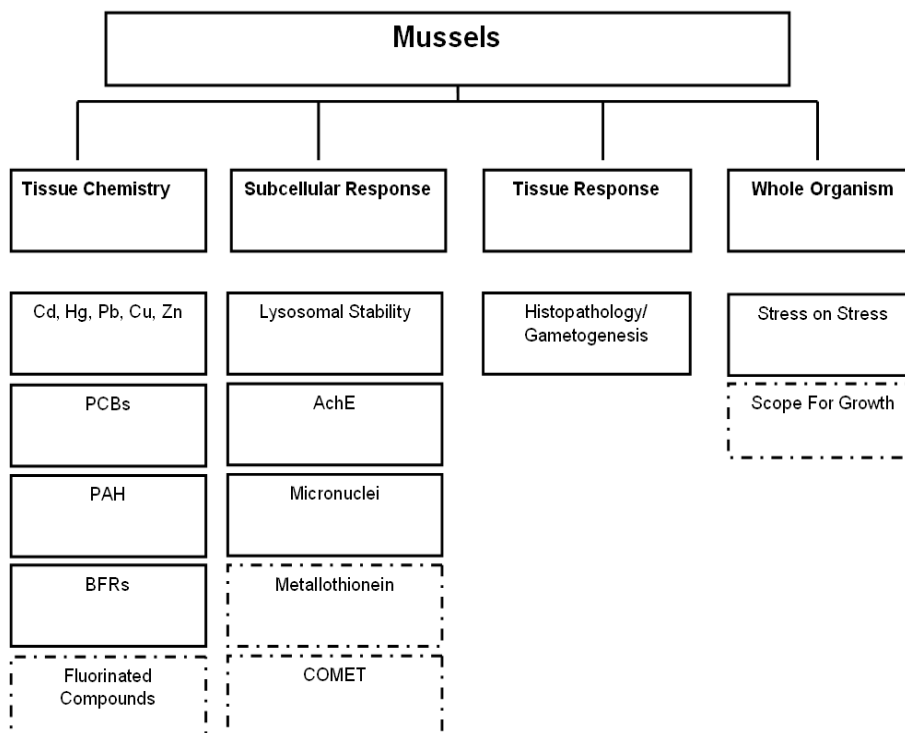 Mussels
Tissue Chemistry
Subcellular Response
Tissue Response
Whole Organism
Cd, Hg, Pb, Cu, Zn
Lysosomal Stability
Histopathology/
Gametogenesis
Stress on Stress
PCBs
AchE
Scope For Growth
PAH
Micronuclei
BFRs
Metallothionein
Fluorinated
Compounds
COMET